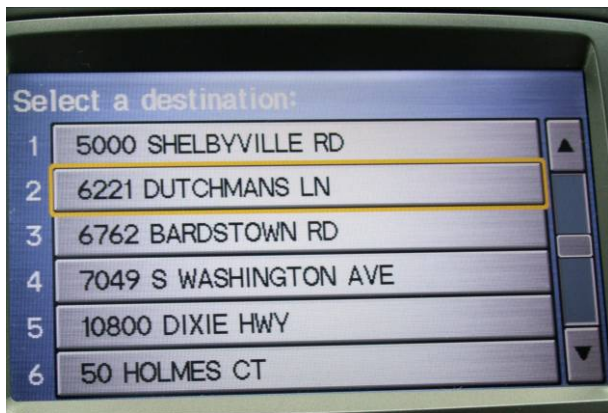 Select a destination:
1 5000 SHELBYVILLE RD
2 6221 DUTCHMANS LN
3 6762 BARDSTOWN RD
4 7049 S WASHINGTON AVE
5 10800 DIXIE HWY
6 50 HOLMES CT